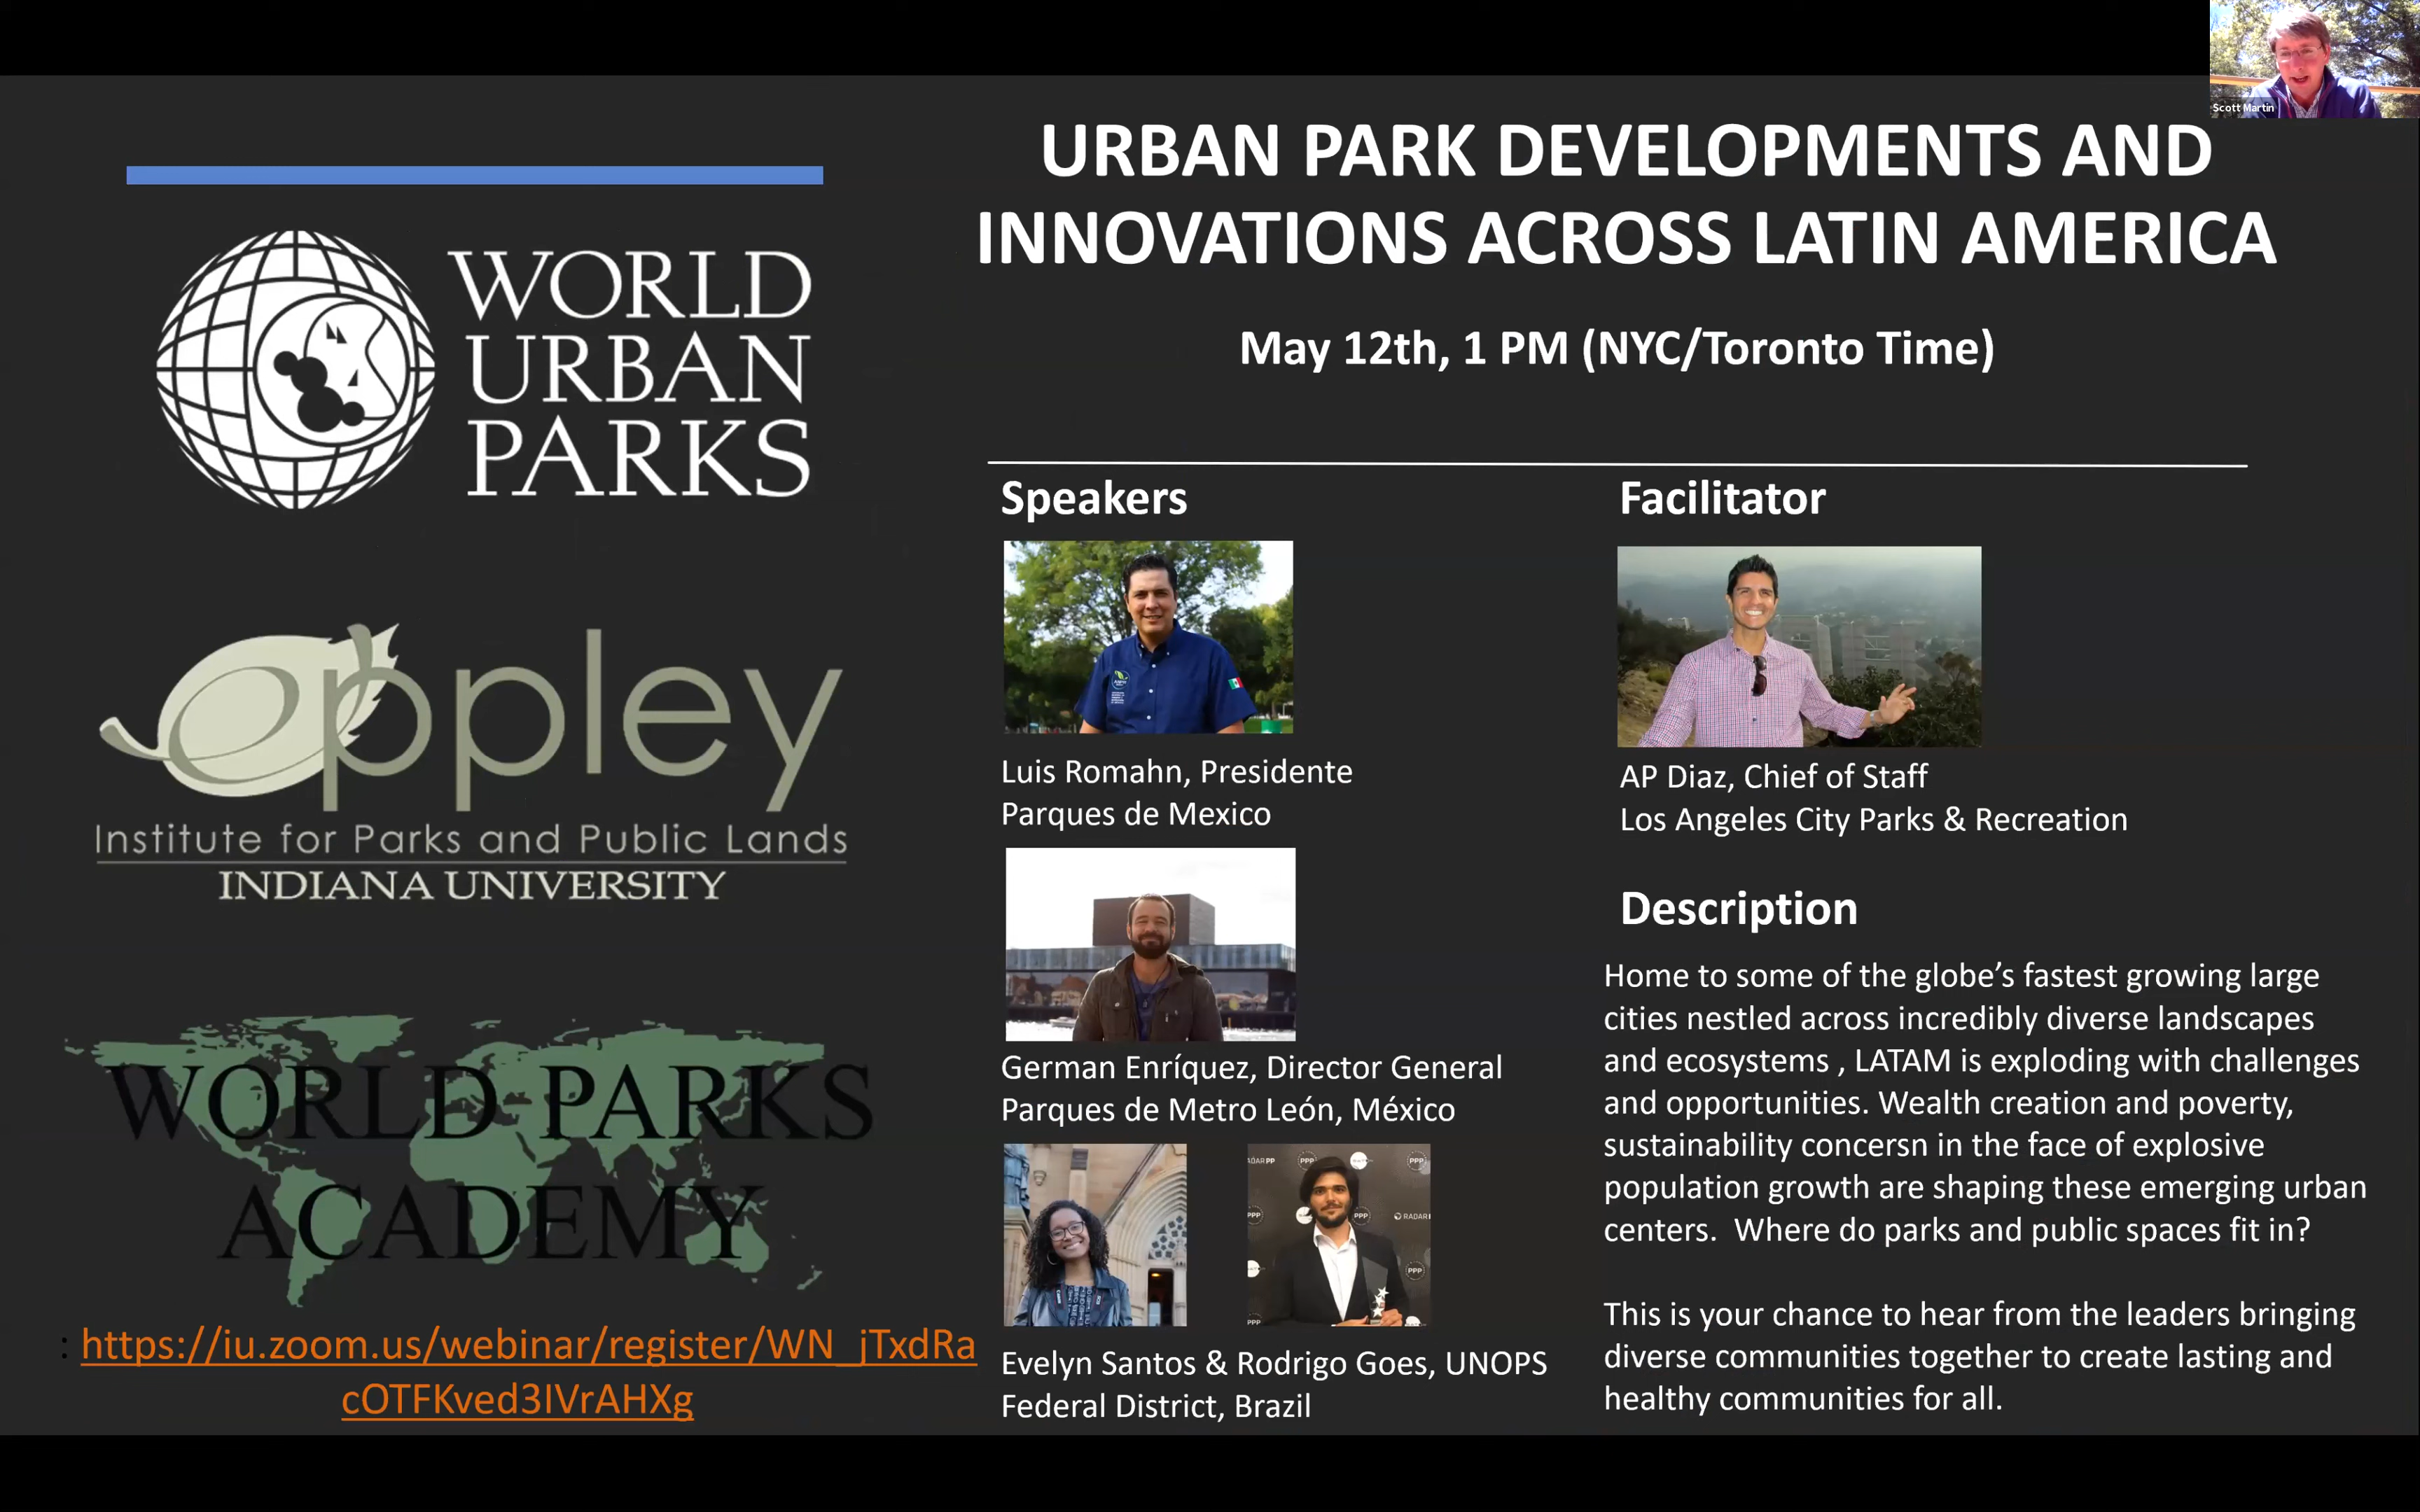 Scott Martin
URBAN PARK DEVELOPMENTS AND
INNOVATIONS ACROSS LATIN AMERICA
May 12th, 1 PM (NYC/Toronto Time)
WORLD
URBAN
PARKS
eppley
Institute for Parks and Public Lands
INDIANA UNIVERSITY
WORLD PARKS
ACADEMY
: https://iu.zoom.us/webinar/register/WN_jTxdRa
cOTFKved3IVrAHXg
Speakers
Luis Romahn, Presidente
Parques de Mexico
German Enríquez, Director General
Parques de Metro León, México
PPP
PPP
PPP
RADAR
PPP
PPP
Evelyn Santos & Rodrigo Goes, UNOPS
Federal District, Brazil
Facilitator
AP Diaz, Chief of Staff
Los Angeles City Parks & Recreation
Description
Home to some of the globe’s fastest growing large
cities nestled across incredibly diverse landscapes
and ecosystems , LATAM is exploding with challenges
and opportunities. Wealth creation and poverty,
sustainability concersn in the face of explosive
population growth are shaping these emerging urban
centers.  Where do parks and public spaces fit in?
This is your chance to hear from the leaders bringing
diverse communities together to create lasting and
healthy communities for all.